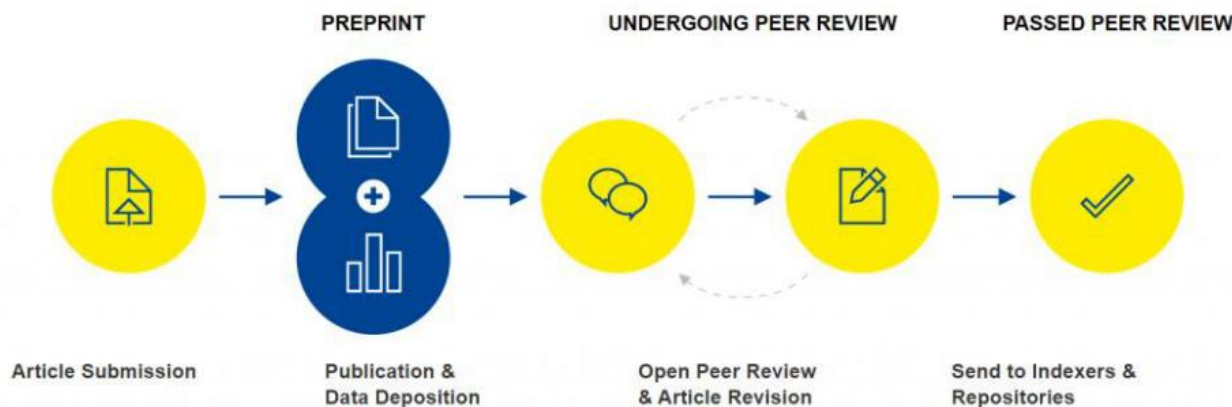 PREPRINT
UNDERGOING PEER REVIEW
PASSED PEER REVIEW
Article Submission
Publication &
Data Deposition
Open Peer Review
& Article Revision
Send to Indexers &
Repositories